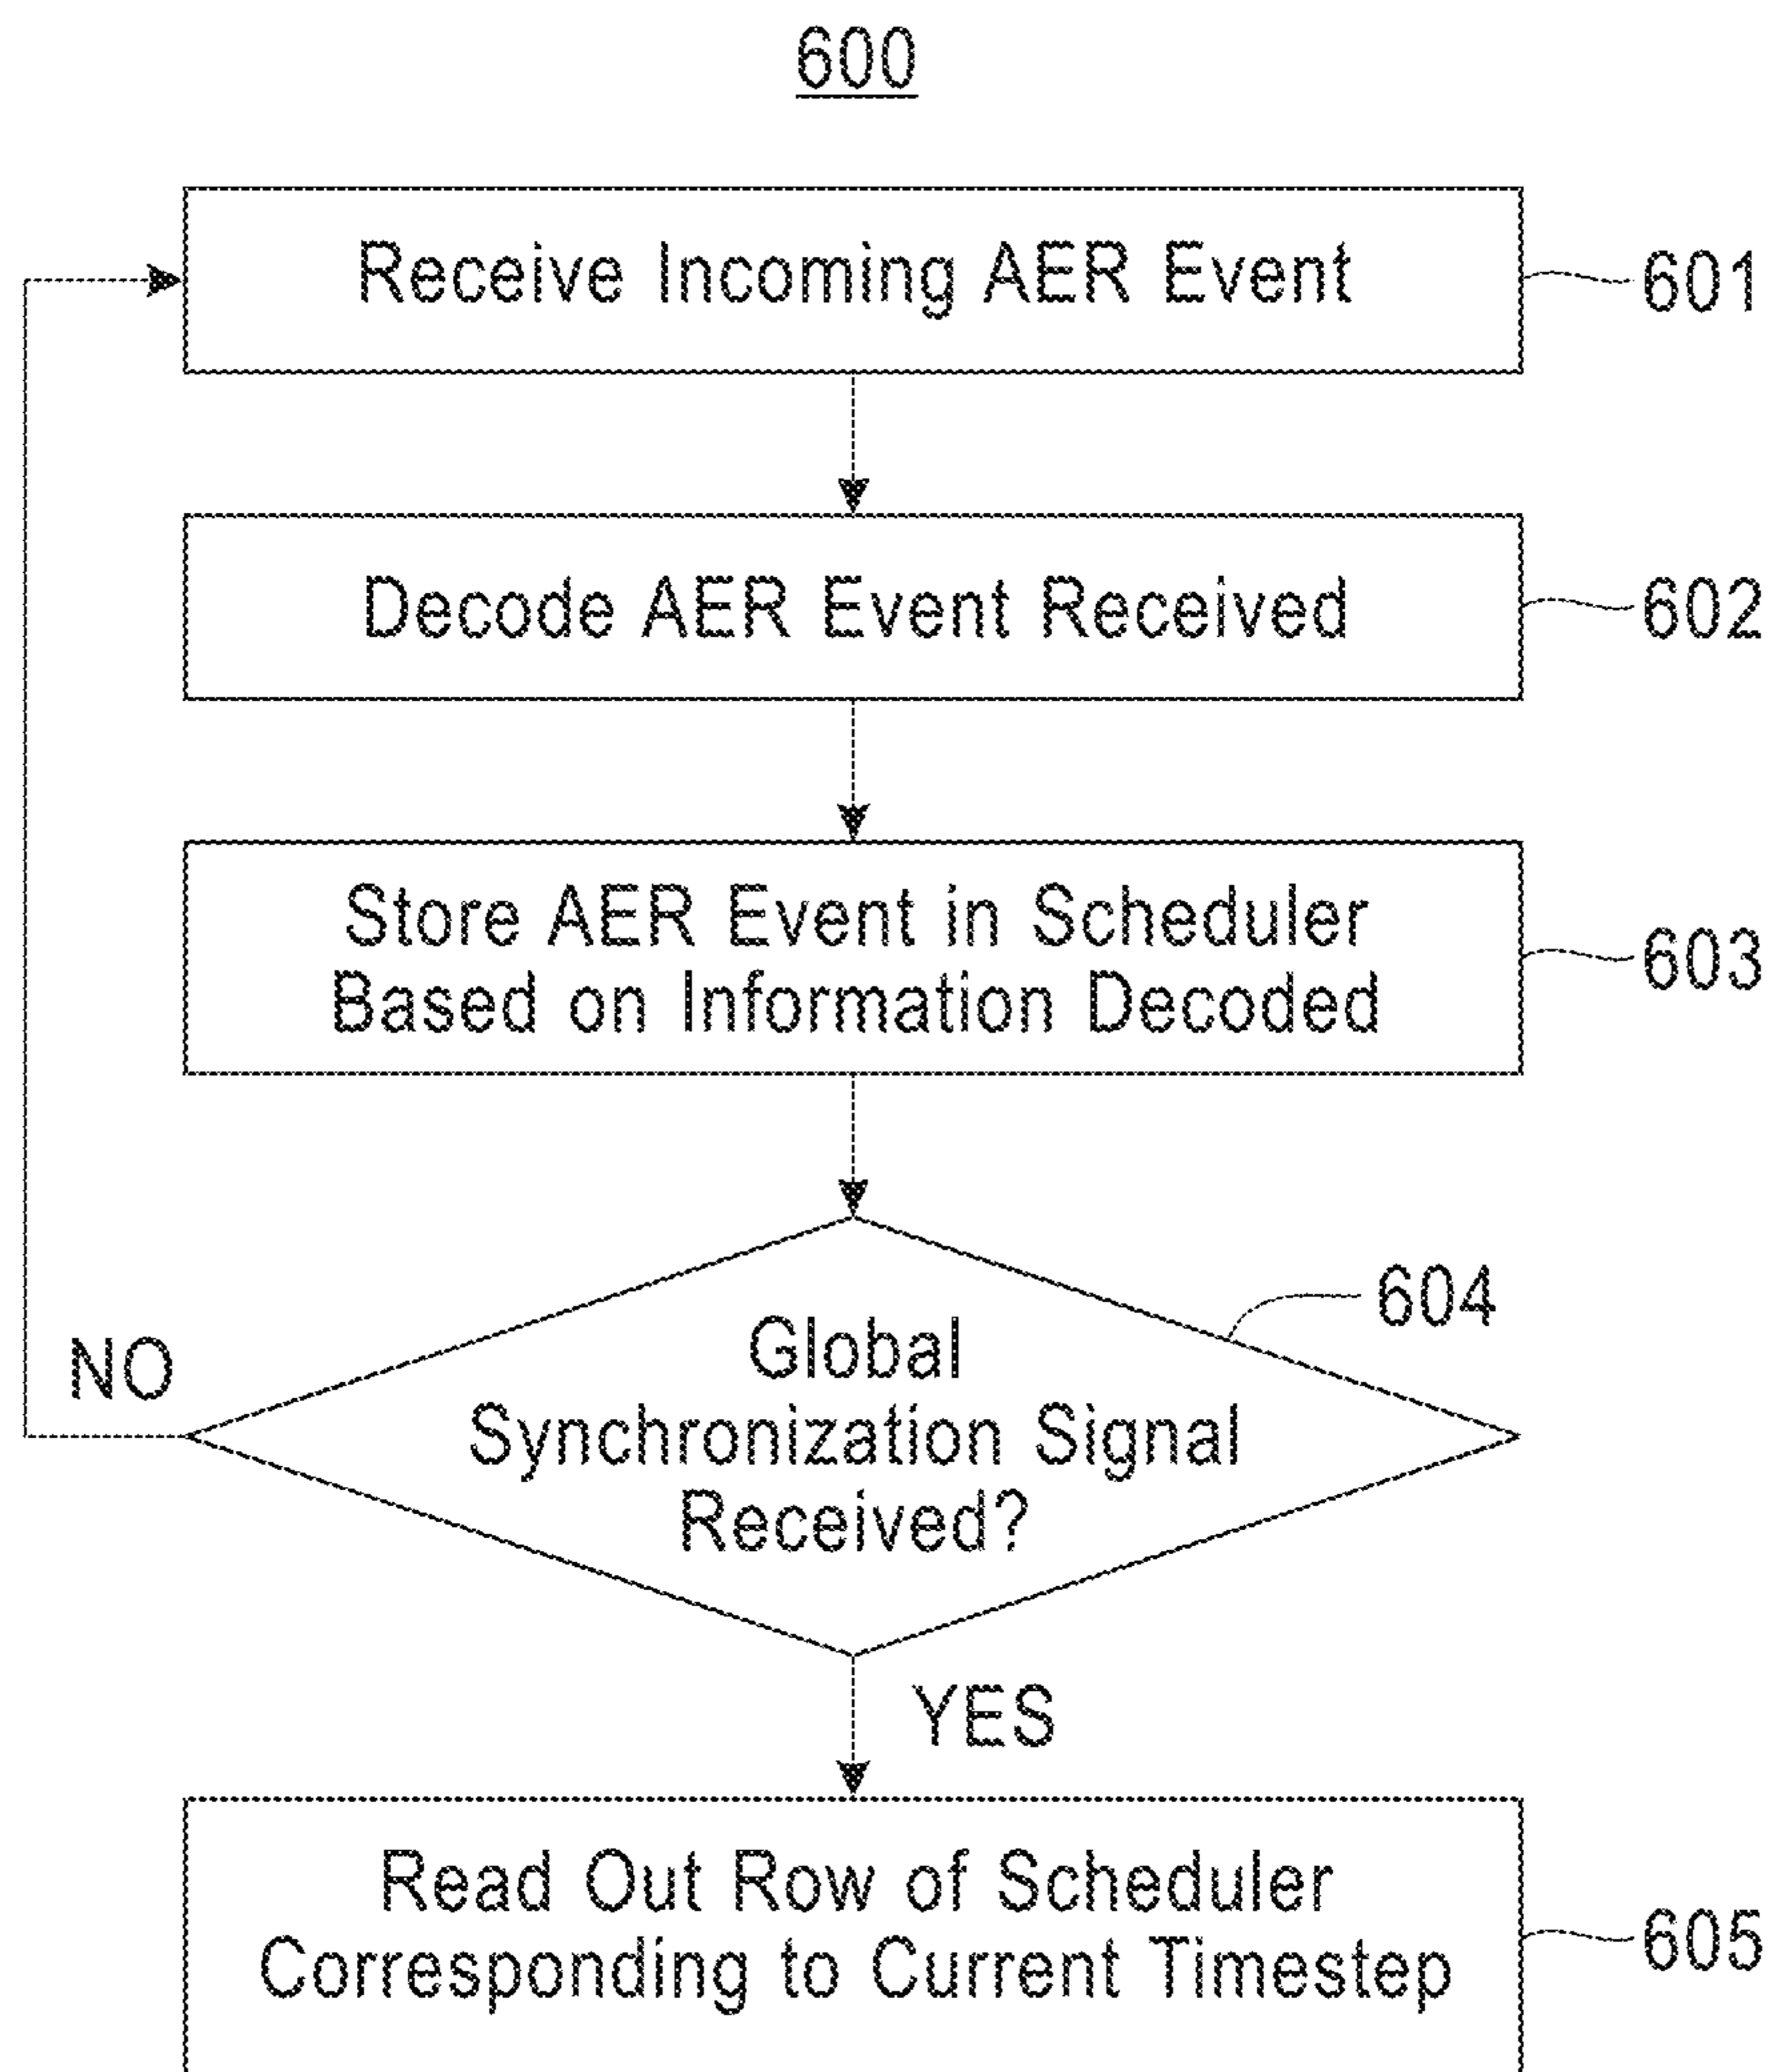 600
Receive Incoming AER Event
601
Decode AER Event Received
602
Store AER Event in Scheduler
Based on Information Decoded
603
Global
Synchronization Signal
Received?
604
NO
YES
Read Out Row of Scheduler
Corresponding to Current Timestep
605